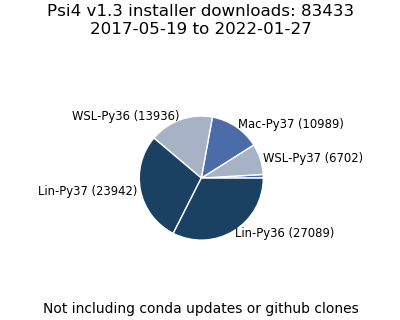 Psi4 v1.3 installer downloads: 83433
2017-05-19 to 2022-01-27
WSL-Py36 (13936)
Mac-Py37 (10989)
WSL-Py37 (6702)
Lin-Py37 (23942)
Lin-Py36 (27089)
Not including conda updates or github clones